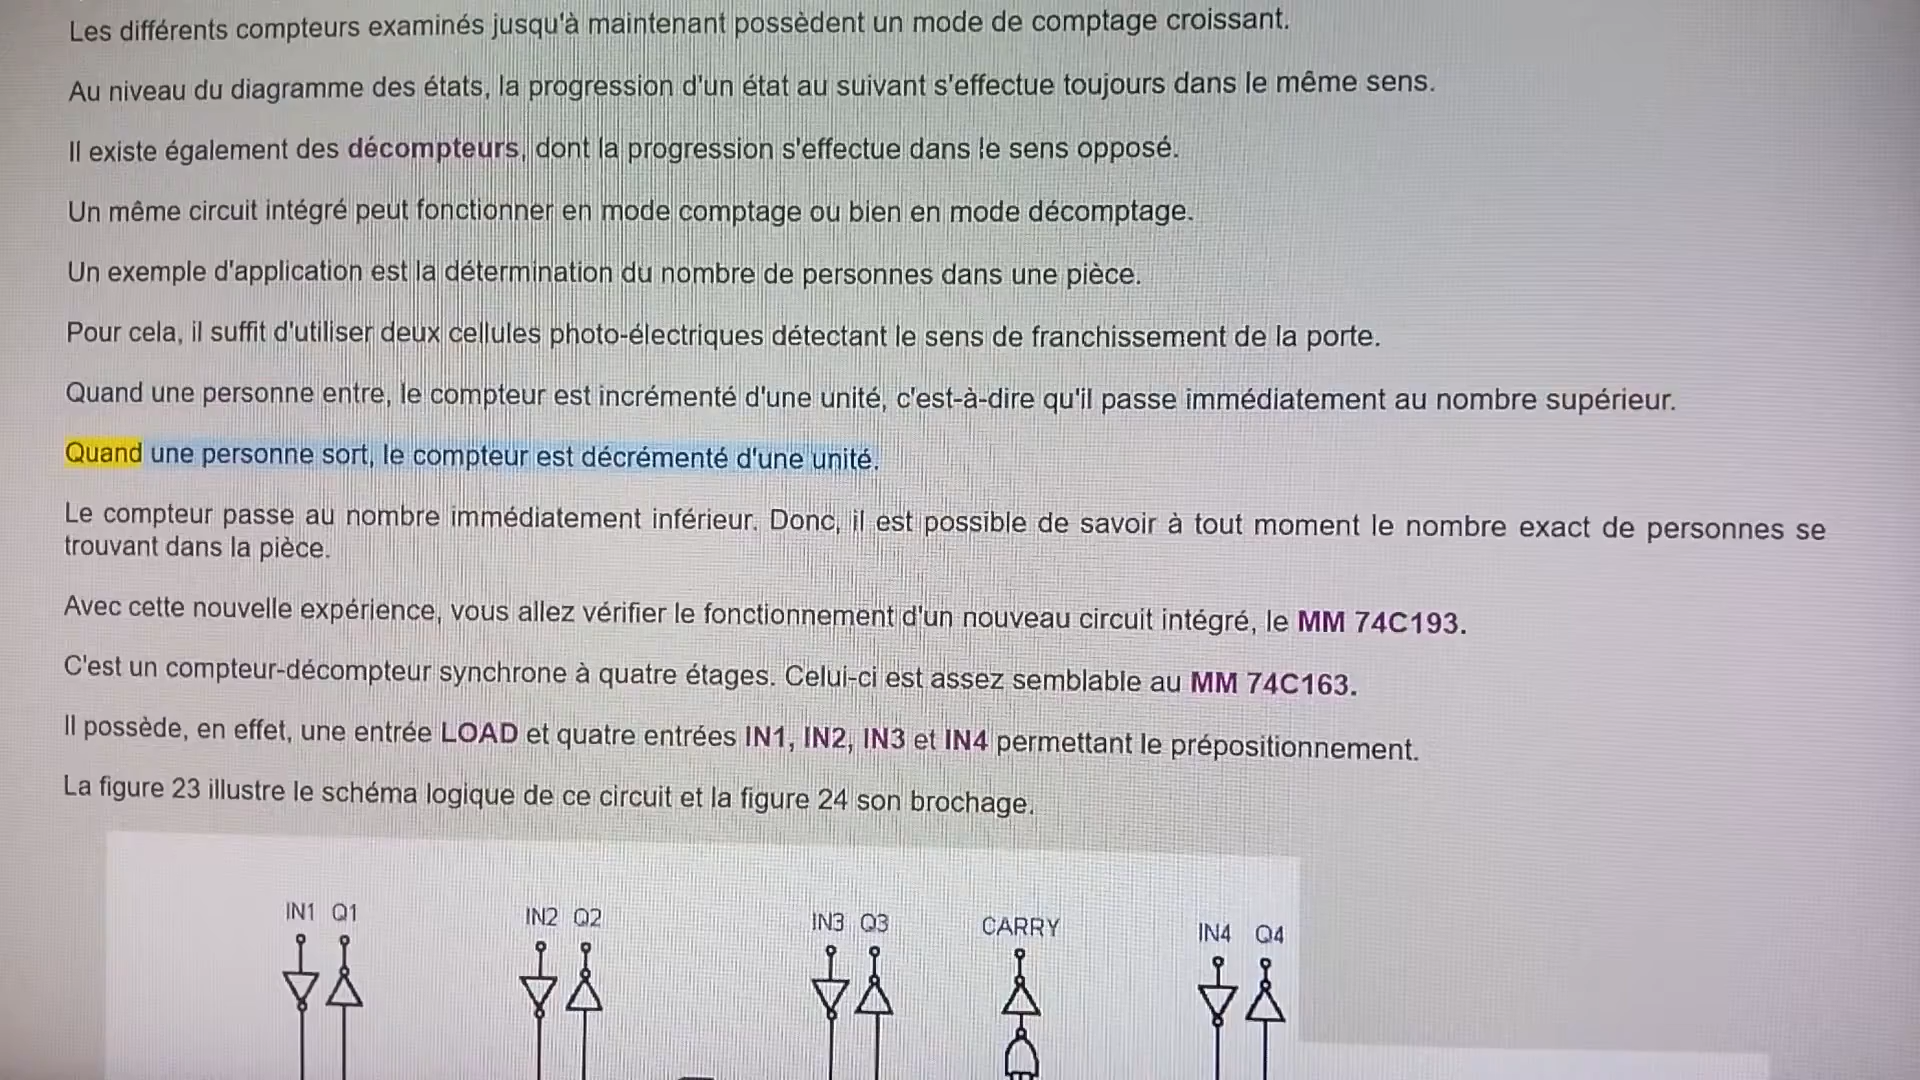 Les différents compteurs examinés jusqu'à maintenant possèdent un mode de comptage croissant.
Au niveau du diagramme des états, la progression d'un état au suivant s'effectue toujours dans le même sens.
Il existe également des décompteurs, dont la progression s'effectue dans le sens opposé.
Un même circuit intégré peut fonctionner en mode comptage ou bien en mode décomptage.
Un exemple d'application est la détermination du nombre de personnes dans une pièce.
Pour cela, il suffit d'utiliser deux cellules photo-électriques détectant le sens de franchissement de la porte.
Quand une personne entre, le compteur est incrémenté d'une unité, c'est-à-dire qu'il passe immédiatement au nombre supérieur.
Quand une personne sort, le compteur est décrémenté d'une unité.
Le compteur passe au nombre immédiatement inférieur. Donc, il est possible de savoir à tout moment le nombre exact de personnes se
trouvant dans la pièce.
Avec cette nouvelle expérience, vous allez vérifier le fonctionnement d'un nouveau circuit intégré, le MM 74C193.
C'est un compteur-décompteur synchrone à quatre étages. Celui-ci est assez semblable au MM 74C163.
Il possède, en effet, une entrée LOAD et quatre entrées IN1, IN2, IN3 et IN4 permettant le prépositionnement.
La figure 23 illustre le schéma logique de ce circuit et la figure 24 son brochage.
IN1 Q1 IN2 Q2 IN3 Q3 CARRY IN4 Q4